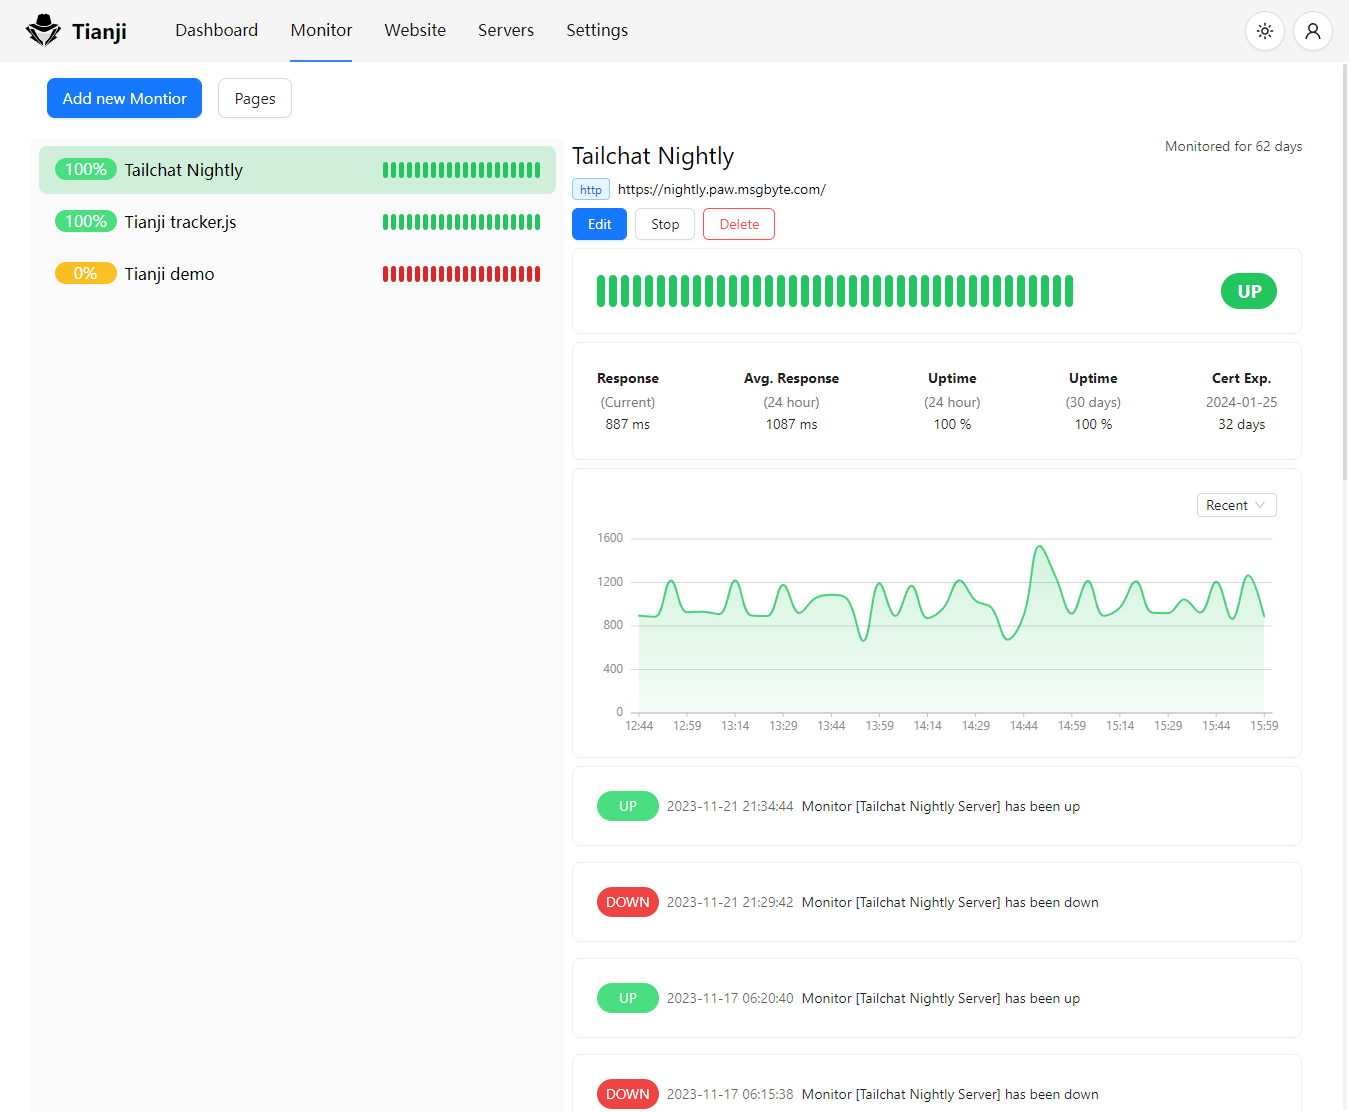 Tianji
Dashboard
Monitor
Website
Servers
Settings
Add new Montior
Pages
100% Tailchat Nightly
100% Tianji tracker.js
0% Tianji demo
Tailchat Nightly
Monitored for 62 days
http https://nightly.paw.msgbyte.com/
Edit
Stop
Delete
UP
Response
(Current)
887 ms
Avg. Response
(24 hour)
1087 ms
Uptime
(24 hour)
100 %
Uptime
(30 days)
100 %
Cert Exp.
2024-01-25
32 days
Recent
1600
1200
800
400
0
12:44 12:59 13:14 13:29 13:44 13:59 14:14 14:29 14:44 14:59 15:14 15:29 15:44 15:59
UP 2023-11-21 21:34:44 Monitor [Tailchat Nightly Server] has been up
DOWN 2023-11-21 21:29:42 Monitor [Tailchat Nightly Server] has been down
UP 2023-11-17 06:20:40 Monitor [Tailchat Nightly Server] has been up
DOWN 2023-11-17 06:15:38 Monitor [Tailchat Nightly Server] has been down